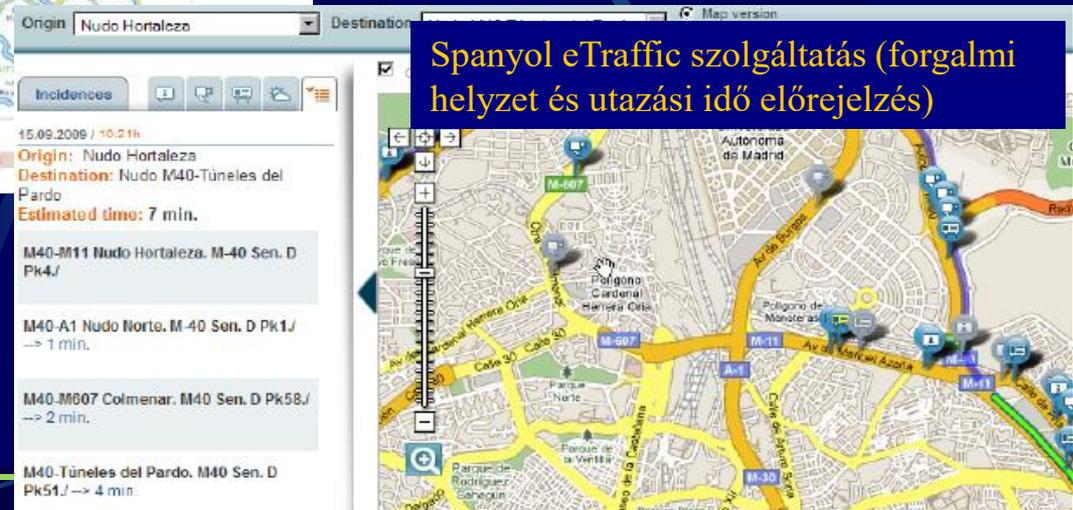 Origin Nudo Hortaleza Destination
Map version
Spanyol eTraffic szolgáltatás (forgalmi
helyzet és utazási idő előrejelzés)
Incidences
15.09.2009 / 10:21h
Origin: Nudo Hortaleza
Destination: Nudo M40-Túneles del
Pardo
Estimated time: 7 min.
M40-M11 Nudo Hortaleza. M-40 Sen. D
Pk4./
M40-A1 Nudo Norte. M-40 Sen. D Pk1./
--> 1 min.
M40-M607 Colmenar. M40 Sen. D Pk58./
--> 2 min.
M40-Túneles del Pardo. M40 Sen. D
Pk51./ --> 4 min.
Autónoma
de Madrid
M-607
Av de Burgos
Polígono
Cardenal
Herrera Oria
Polígono de
Manoteras
Calle 30
M-607
M-11
Av de Manuel Azaña
A-1
M-11
Parque
Norte
Parque de
la Ventilla
Parque de
Rodríguez
Sahagún
M-30